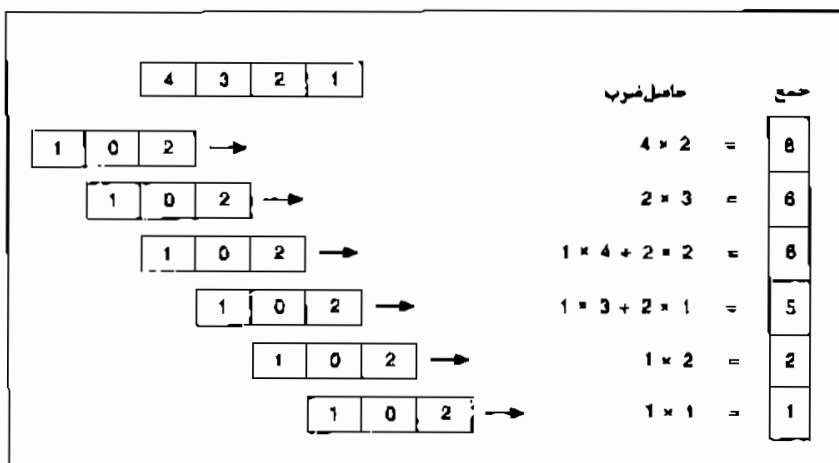 4 3 2 1
حاصل‌ضرب جمع
1 0 2 → 4 × 2 = 8
1 0 2 → 2 × 3 = 6
1 0 2 → 1 × 4 + 2 × 2 = 8
1 0 2 → 1 × 3 + 2 × 1 = 5
1 0 2 → 1 × 2 = 2
1 0 2 → 1 × 1 = 1